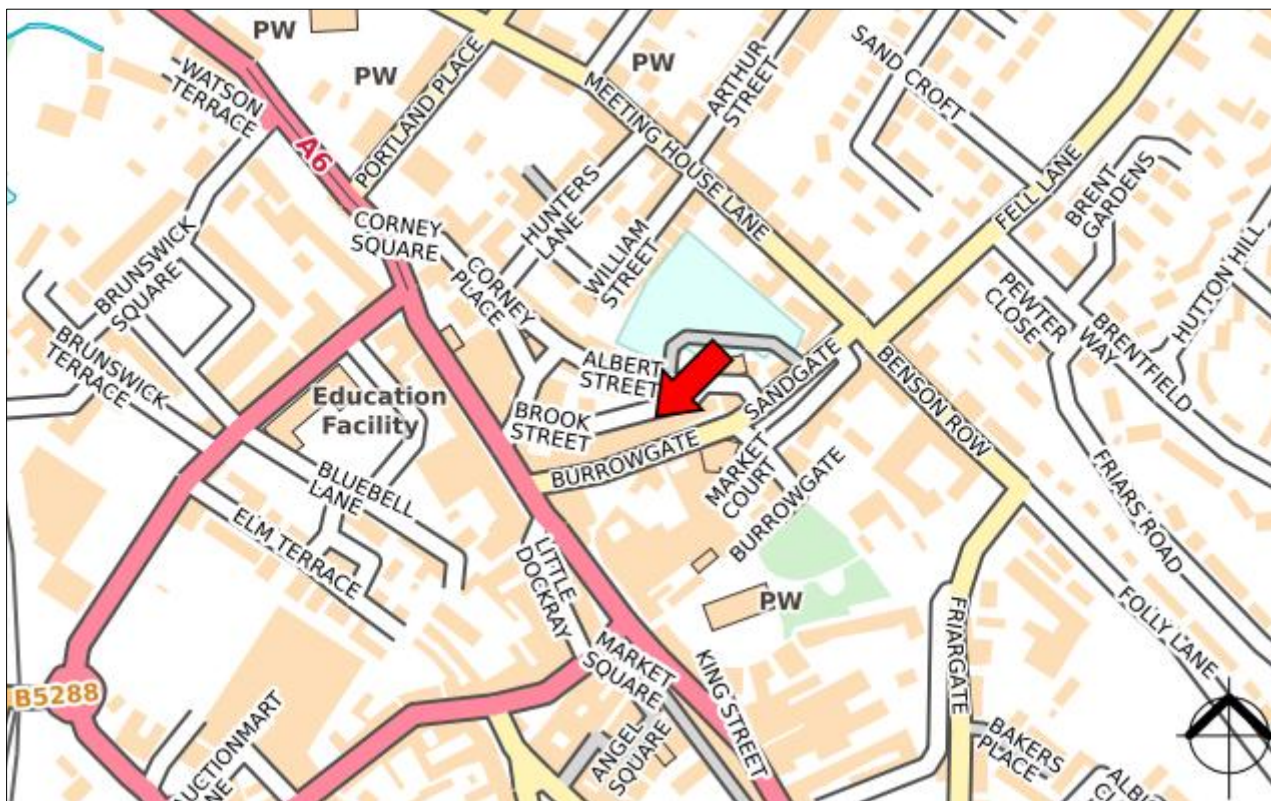 PW
PW
PW
WATSON
TERRACE
A6
PORTLAND PLACE
MEETING HOUSE LANE
ARTHUR
STREET
SAND CROFT
FELL LANE
BRENT
GARDENS
HUTTON HILL
CORNEY
SQUARE
HUNTERS
LANE
WILLIAM
STREET
CORNEY
PLACE
BRUNSWICK
SQUARE
BRUNSWICK
TERRACE
PEWTER
CLOSE
WAY
BRENTFIELD
ALBERT
STREET
SANDGATE
BENSON ROW
Education
Facility
BROOK
STREET
BURROWGATE
MARKET
COURT
BURROWGATE
FRIARS ROAD
BLUEBELL
LANE
ELM TERRACE
LITTLE
DOCKRAY
PW
FOLLY LANE
FRIARGATE
MARKET
SQUARE
KING STREET
B5288
ANGEL
SQUARE
BAKERS
PLACE